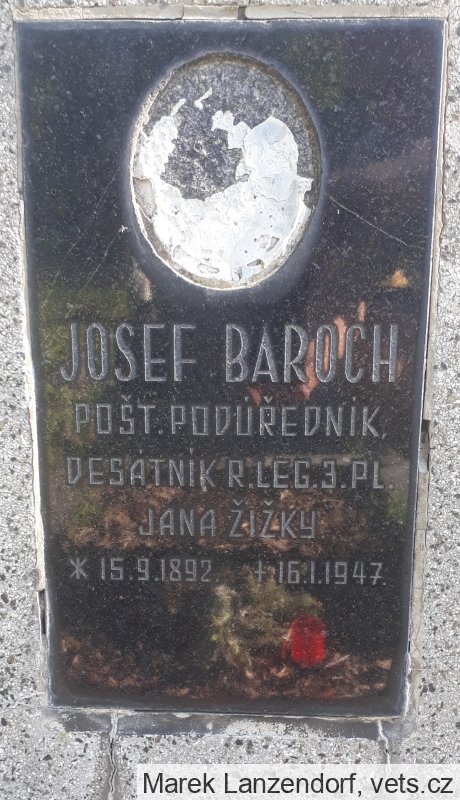 JOSEF BAROCH
POŠT. PODÚŘEDNÍK,
DESÁTNÍK R.LEG.3.PL.
JANA ŽIŽKY
* 15.9.1892. +16.1.1947.
Marek Lanzendorf, vets.cz